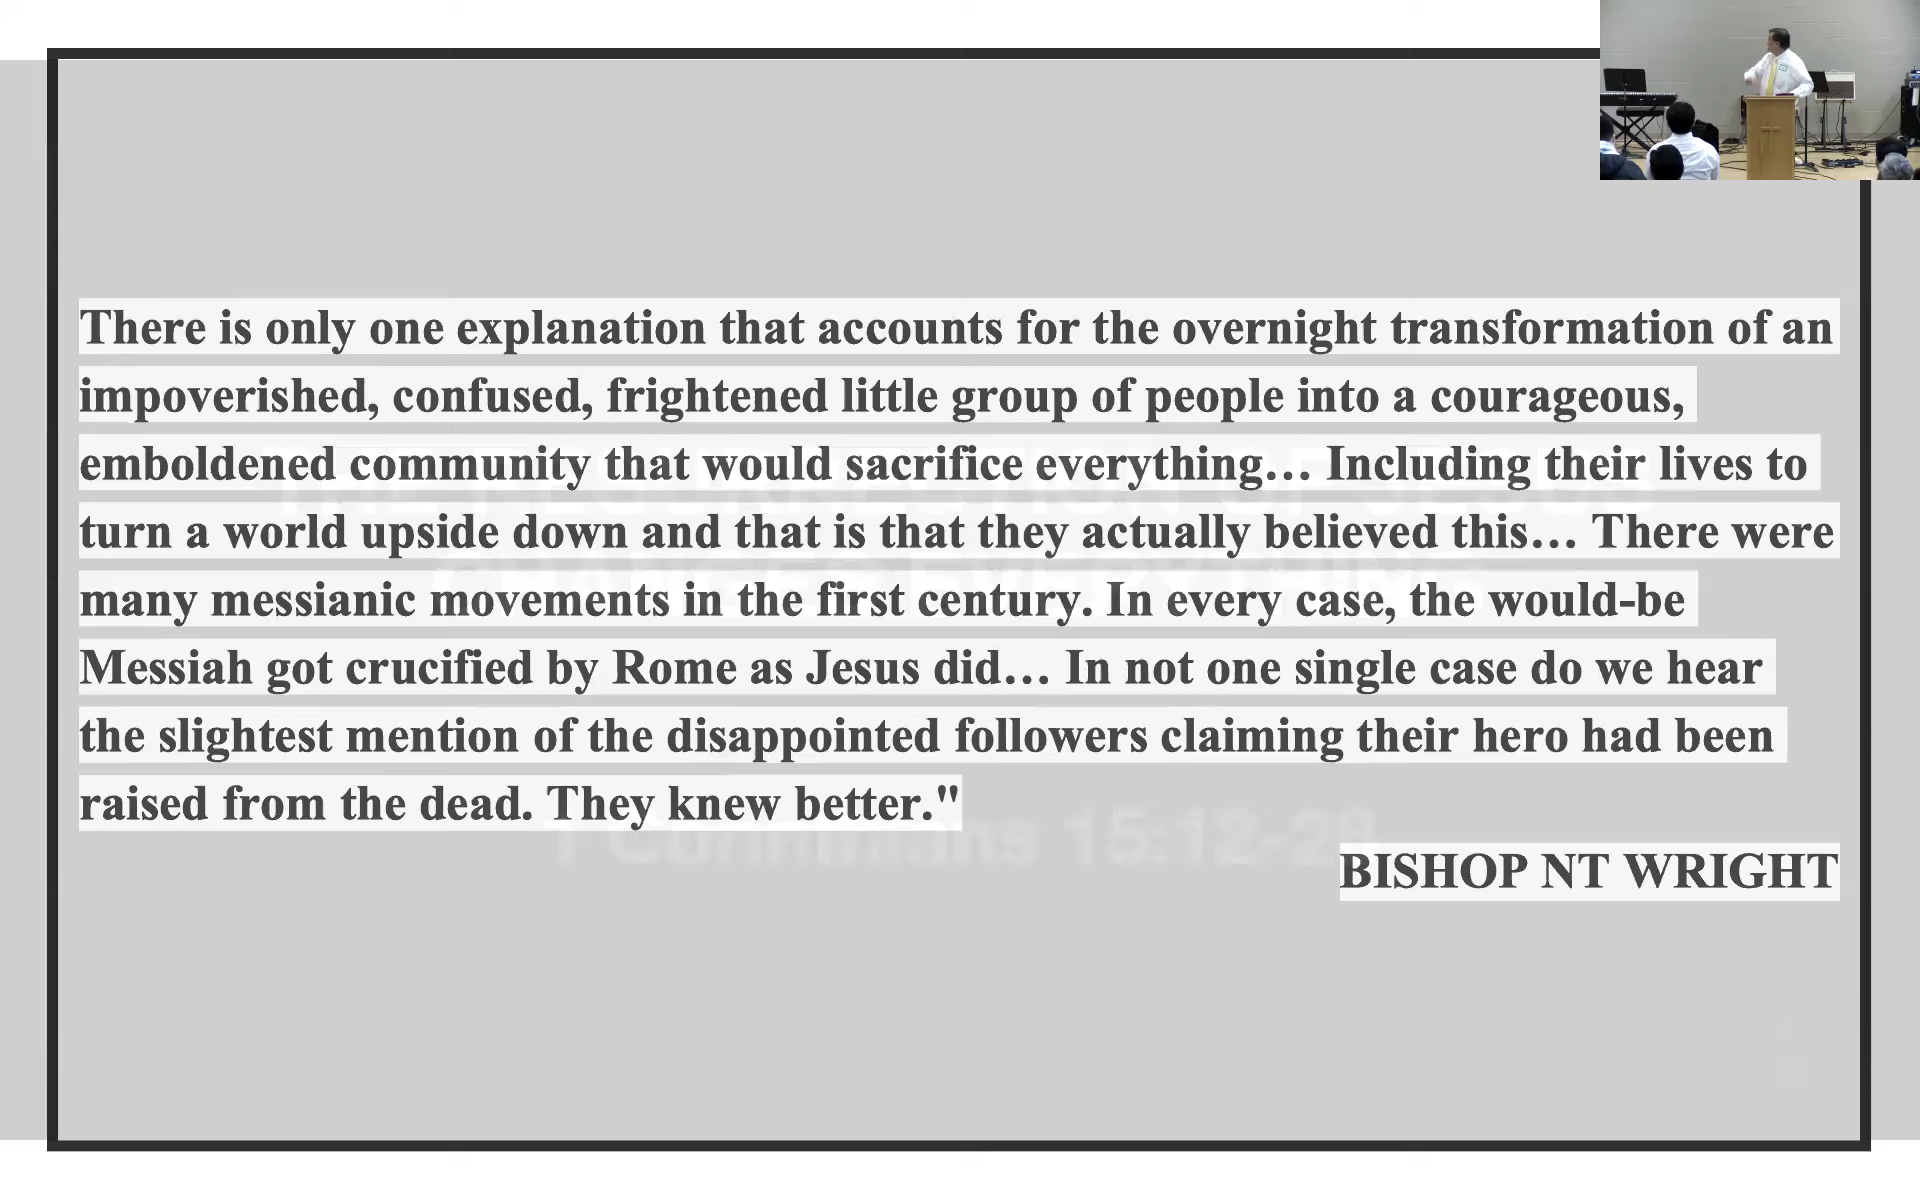 There is only one explanation that accounts for the overnight transformation of an
impoverished, confused, frightened little group of people into a courageous,
emboldened community that would sacrifice everything… Including their lives to
turn a world upside down and that is that they actually believed this… There were
many messianic movements in the first century. In every case, the would-be
Messiah got crucified by Rome as Jesus did… In not one single case do we hear
the slightest mention of the disappointed followers claiming their hero had been
raised from the dead. They knew better."
1 Corinthians 15:12-28
BISHOP NT WRIGHT